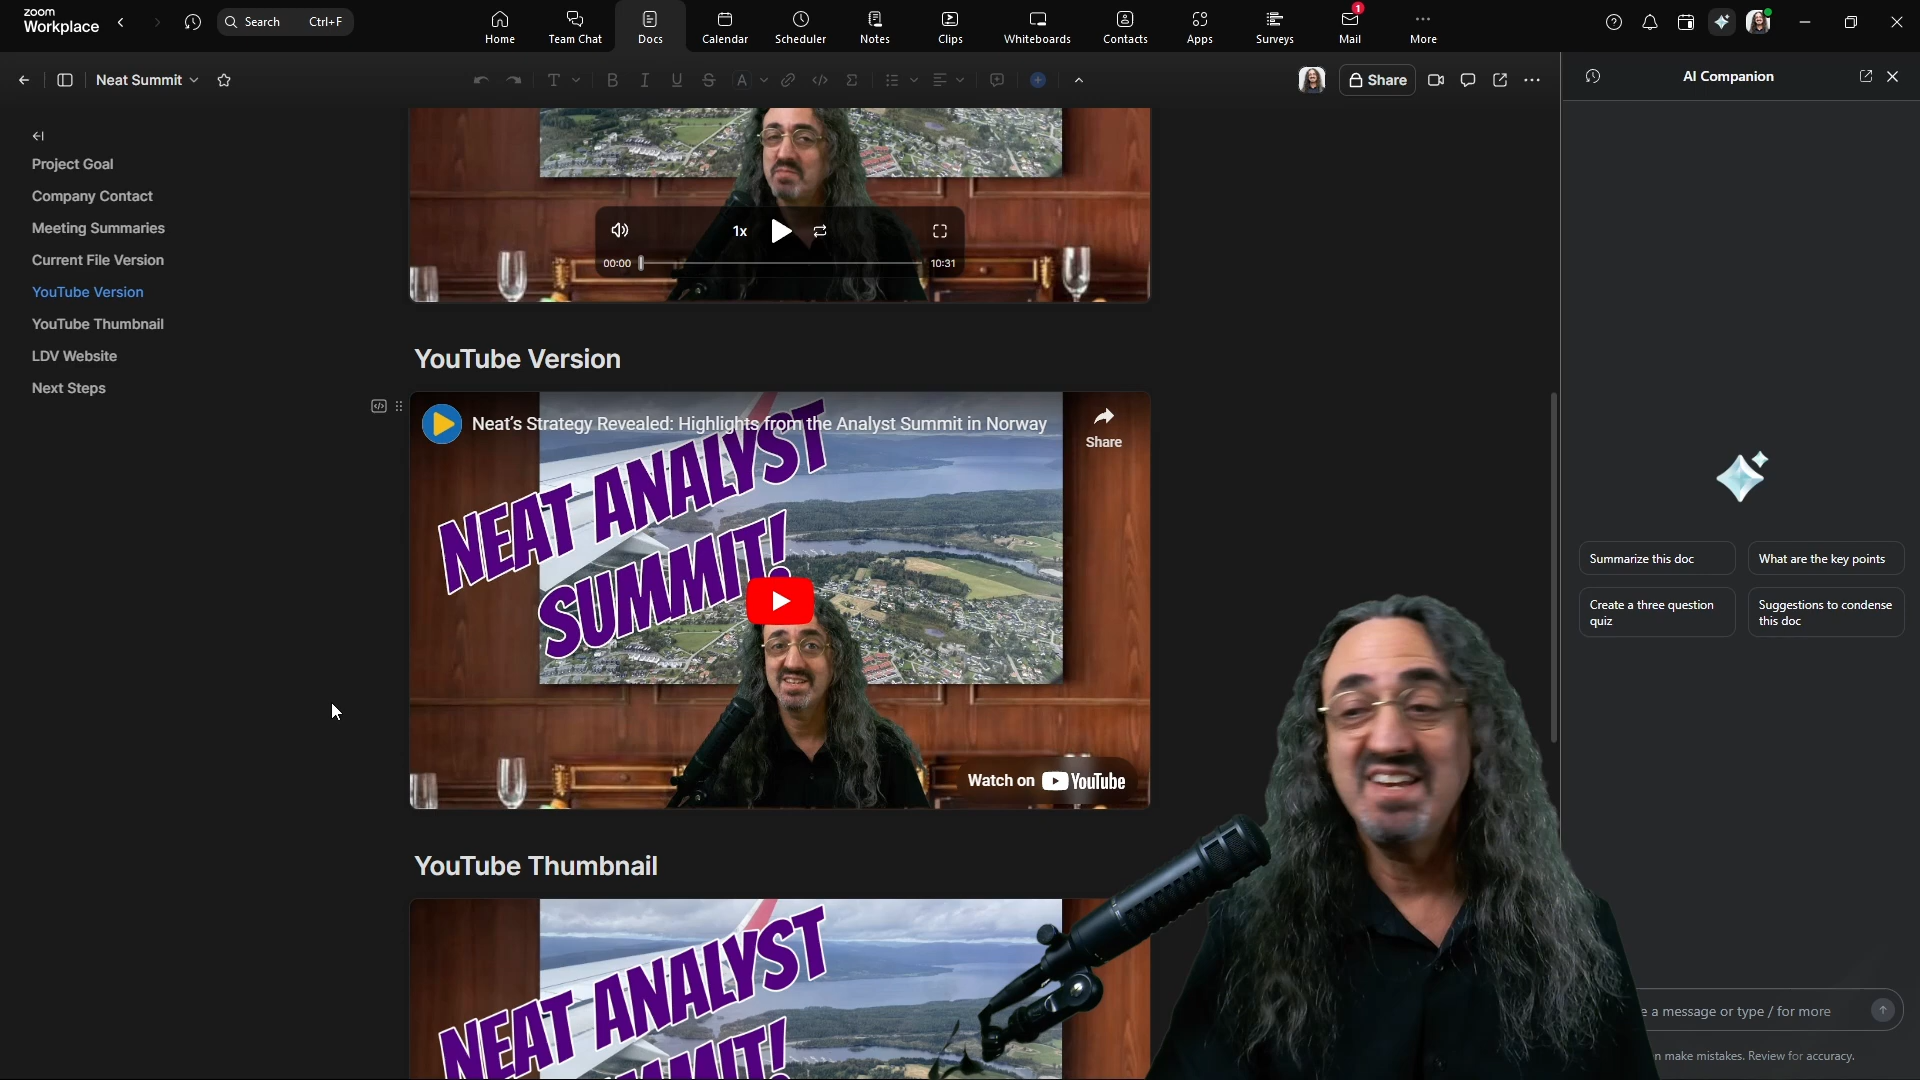 zoom
Workplace
Search Ctrl+F
Home
Team Chat
Docs
Calendar
Scheduler
Notes
Clips
Whiteboards
Contacts
Apps
Surveys
1
Mail
More
Neat Summit
T
B
I
U
S
A
Share
AI Companion
Project Goal
Company Contact
Meeting Summaries
Current File Version
YouTube Version
YouTube Thumbnail
LDV Website
Next Steps
1x
00:00
10:31
YouTube Version
Neat’s Strategy Revealed: Highlights from the Analyst Summit in Norway
Share
NEAT ANALYST
SUMMIT!
Watch on YouTube
YouTube Thumbnail
NEAT ANALYST
SUMMIT!
Summarize this doc
What are the key points
Create a three question
quiz
Suggestions to condense
this doc
e a message or type / for more
n make mistakes. Review for accuracy.